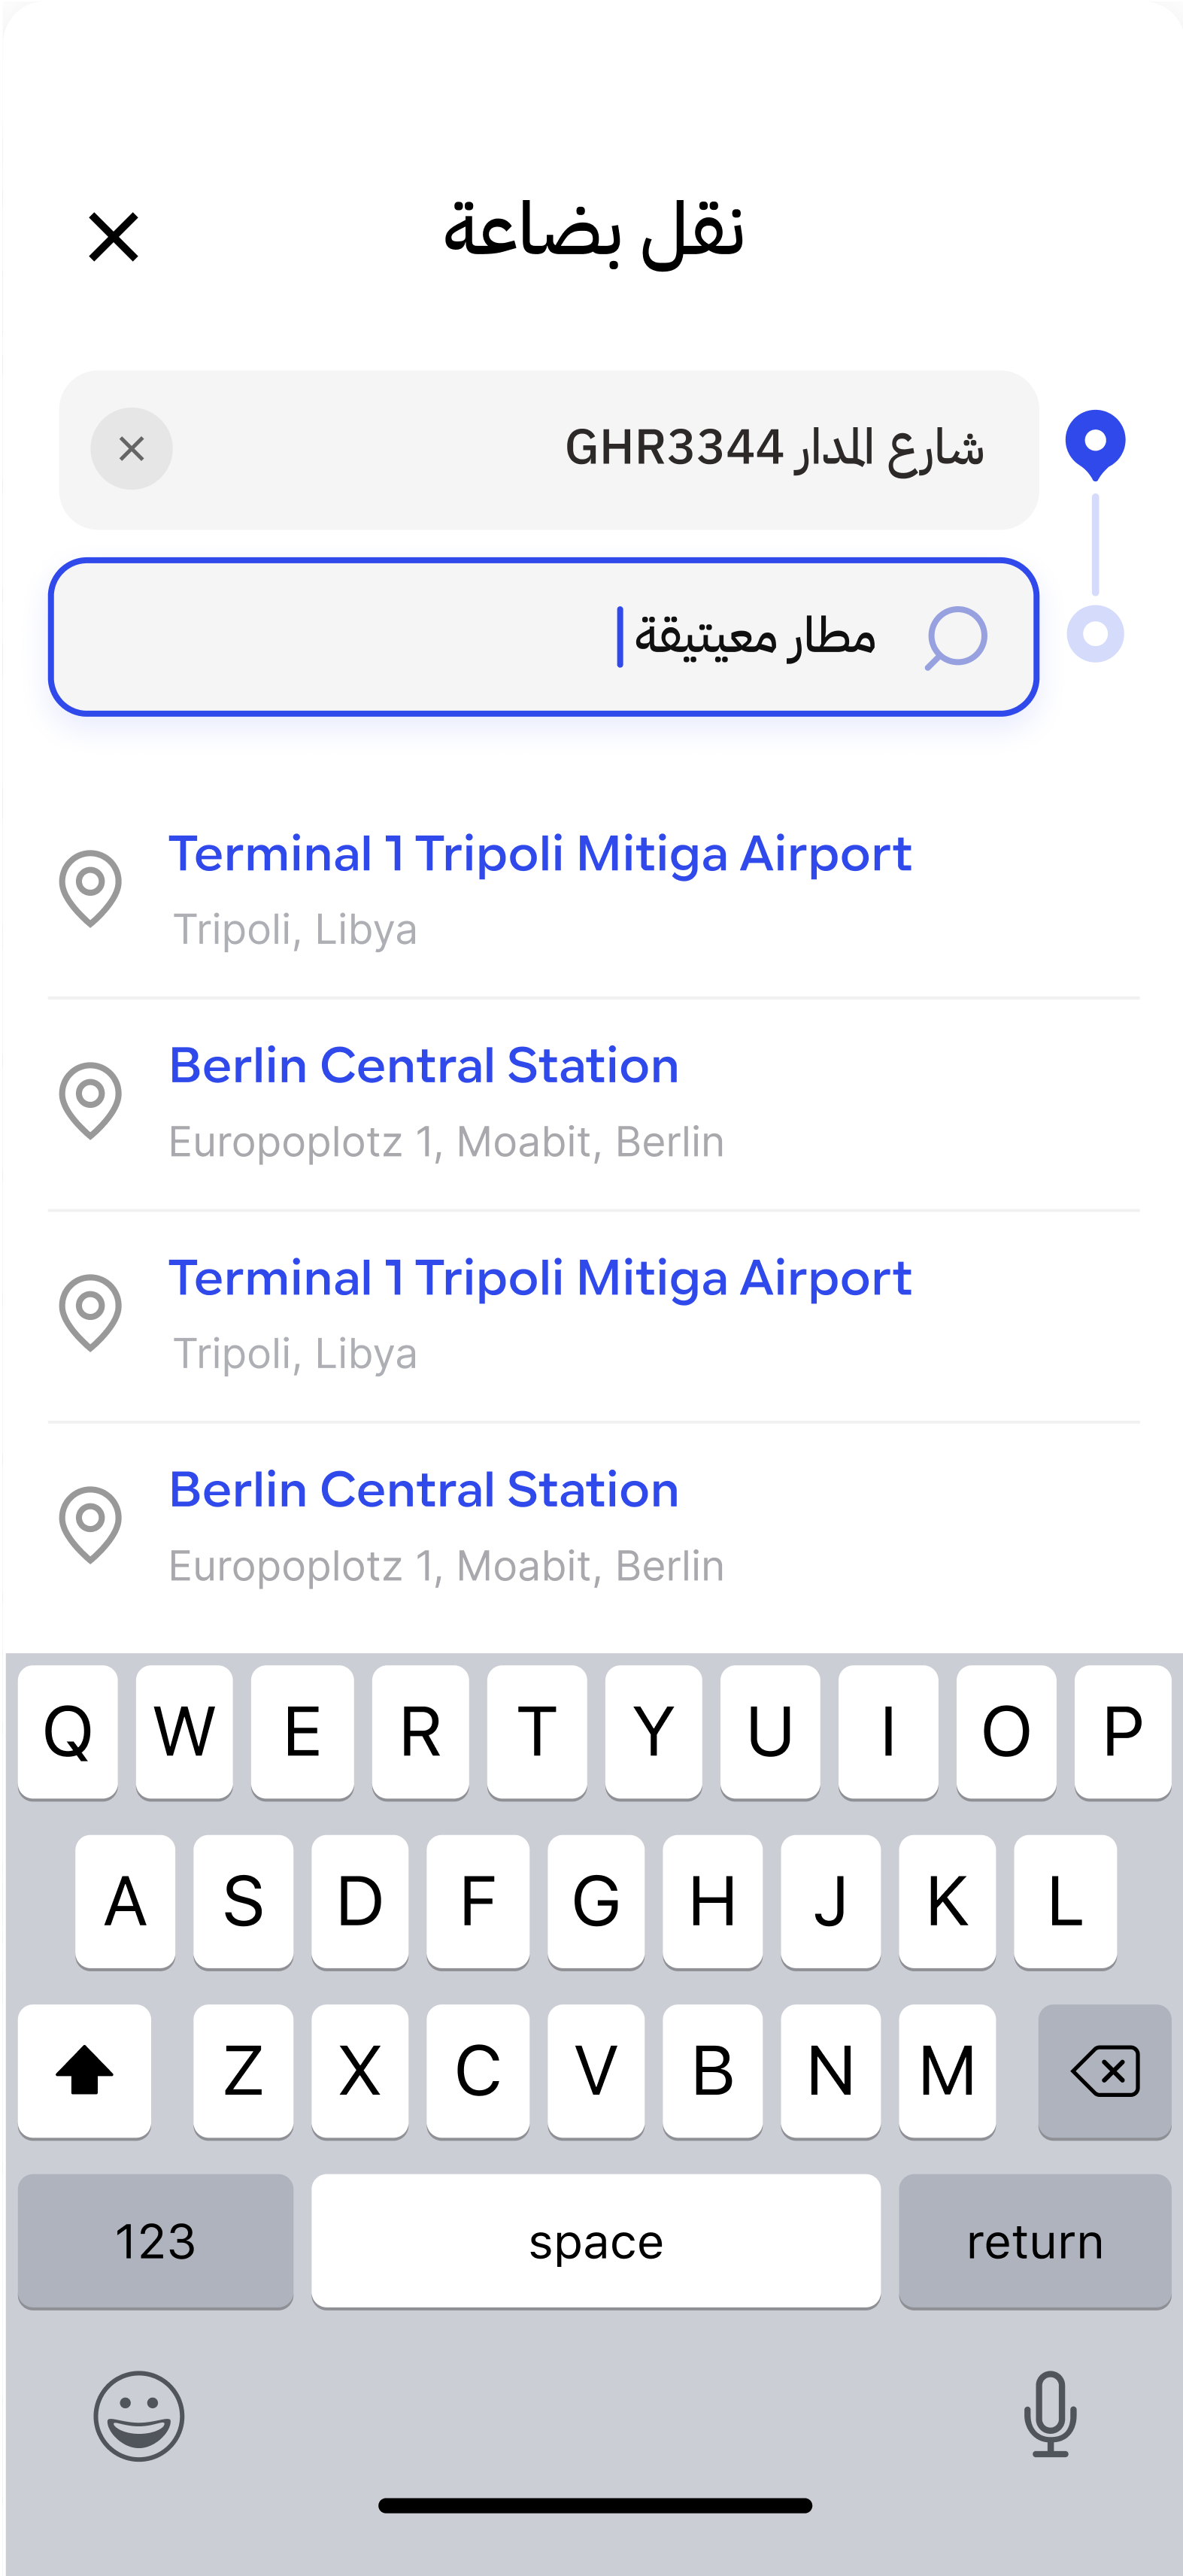 نقل بضاعة
شارع المدار GHR3344
مطار معيتيقة
Terminal 1 Tripoli Mitiga Airport
Tripoli, Libya
Berlin Central Station
Europoplotz 1, Moabit, Berlin
Terminal 1 Tripoli Mitiga Airport
Tripoli, Libya
Berlin Central Station
Europoplotz 1, Moabit, Berlin
Q W E R T Y U I O P
A S D F G H J K L
Z X C V B N M
123 space return